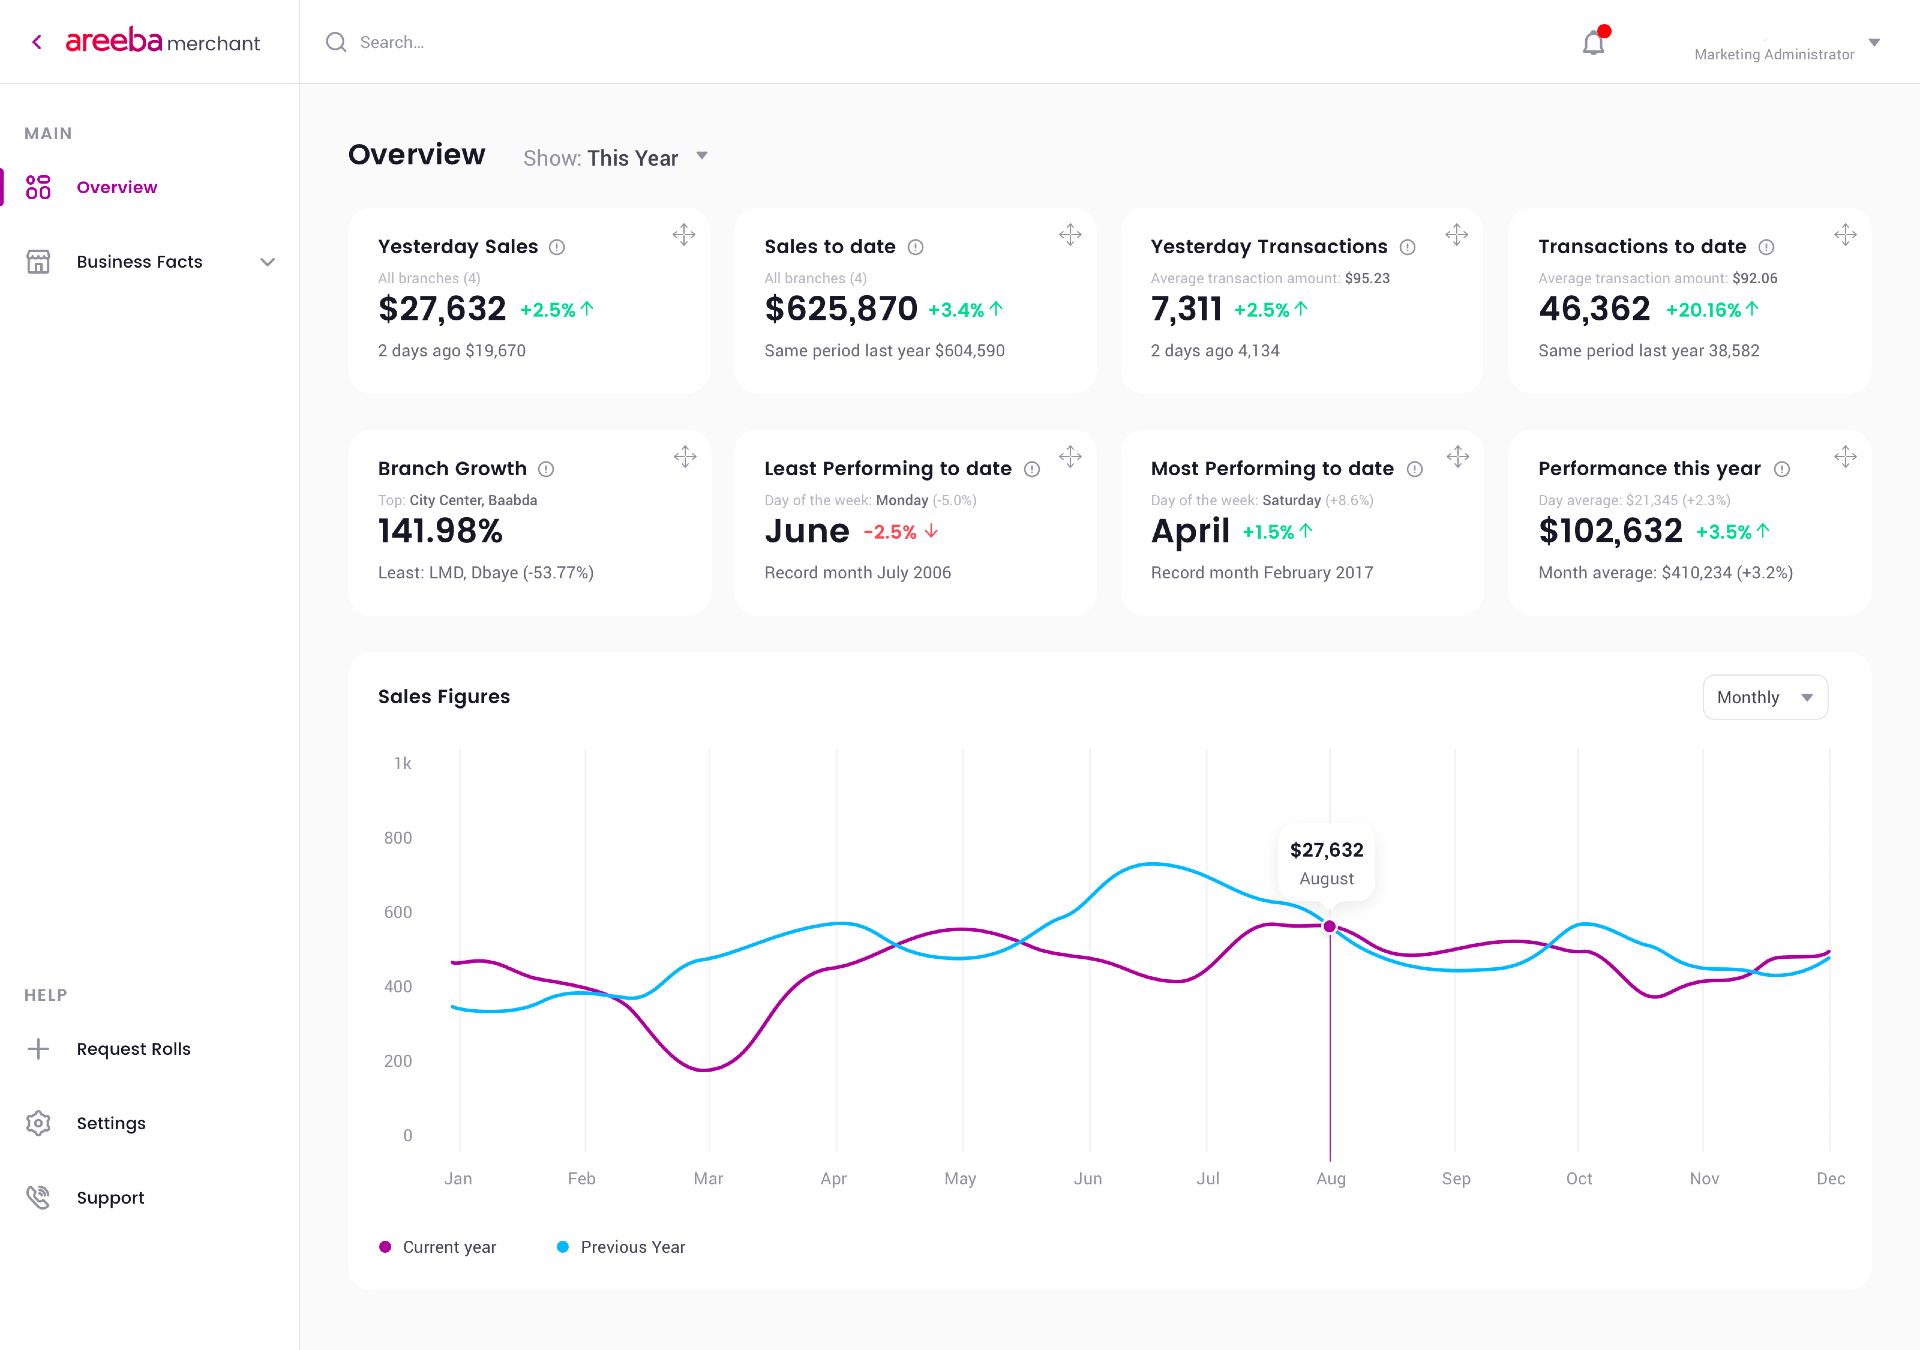 areeba merchant
Search...
Marketing Administrator
MAIN
Overview
Business Facts
HELP
Request Rolls
Settings
Support
Overview
Show: This Year
Yesterday Sales
All branches (4)
$27,632 +2.5%
2 days ago $19,670
Sales to date
All branches (4)
$625,870 +3.4%
Same period last year $604,590
Yesterday Transactions
Average transaction amount: $95.23
7,311 +2.5%
2 days ago 4,134
Transactions to date
Average transaction amount: $92.06
46,362 +20.16%
Same period last year 38,582
Branch Growth
Top: City Center, Baabda
141.98%
Least: LMD, Dbaye (-53.77%)
Least Performing to date
Day of the week: Monday (-5.0%)
June -2.5%
Record month July 2006
Most Performing to date
Day of the week: Saturday (+8.6%)
April +1.5%
Record month February 2017
Performance this year
Day average: $21,345 (+2.3%)
$102,632 +3.5%
Month average: $410,234 (+3.2%)
Sales Figures
Monthly
1k
800
600
400
200
0
$27,632
August
Jan Feb Mar Apr May Jun Jul Aug Sep Oct Nov Dec
Current year
Previous Year